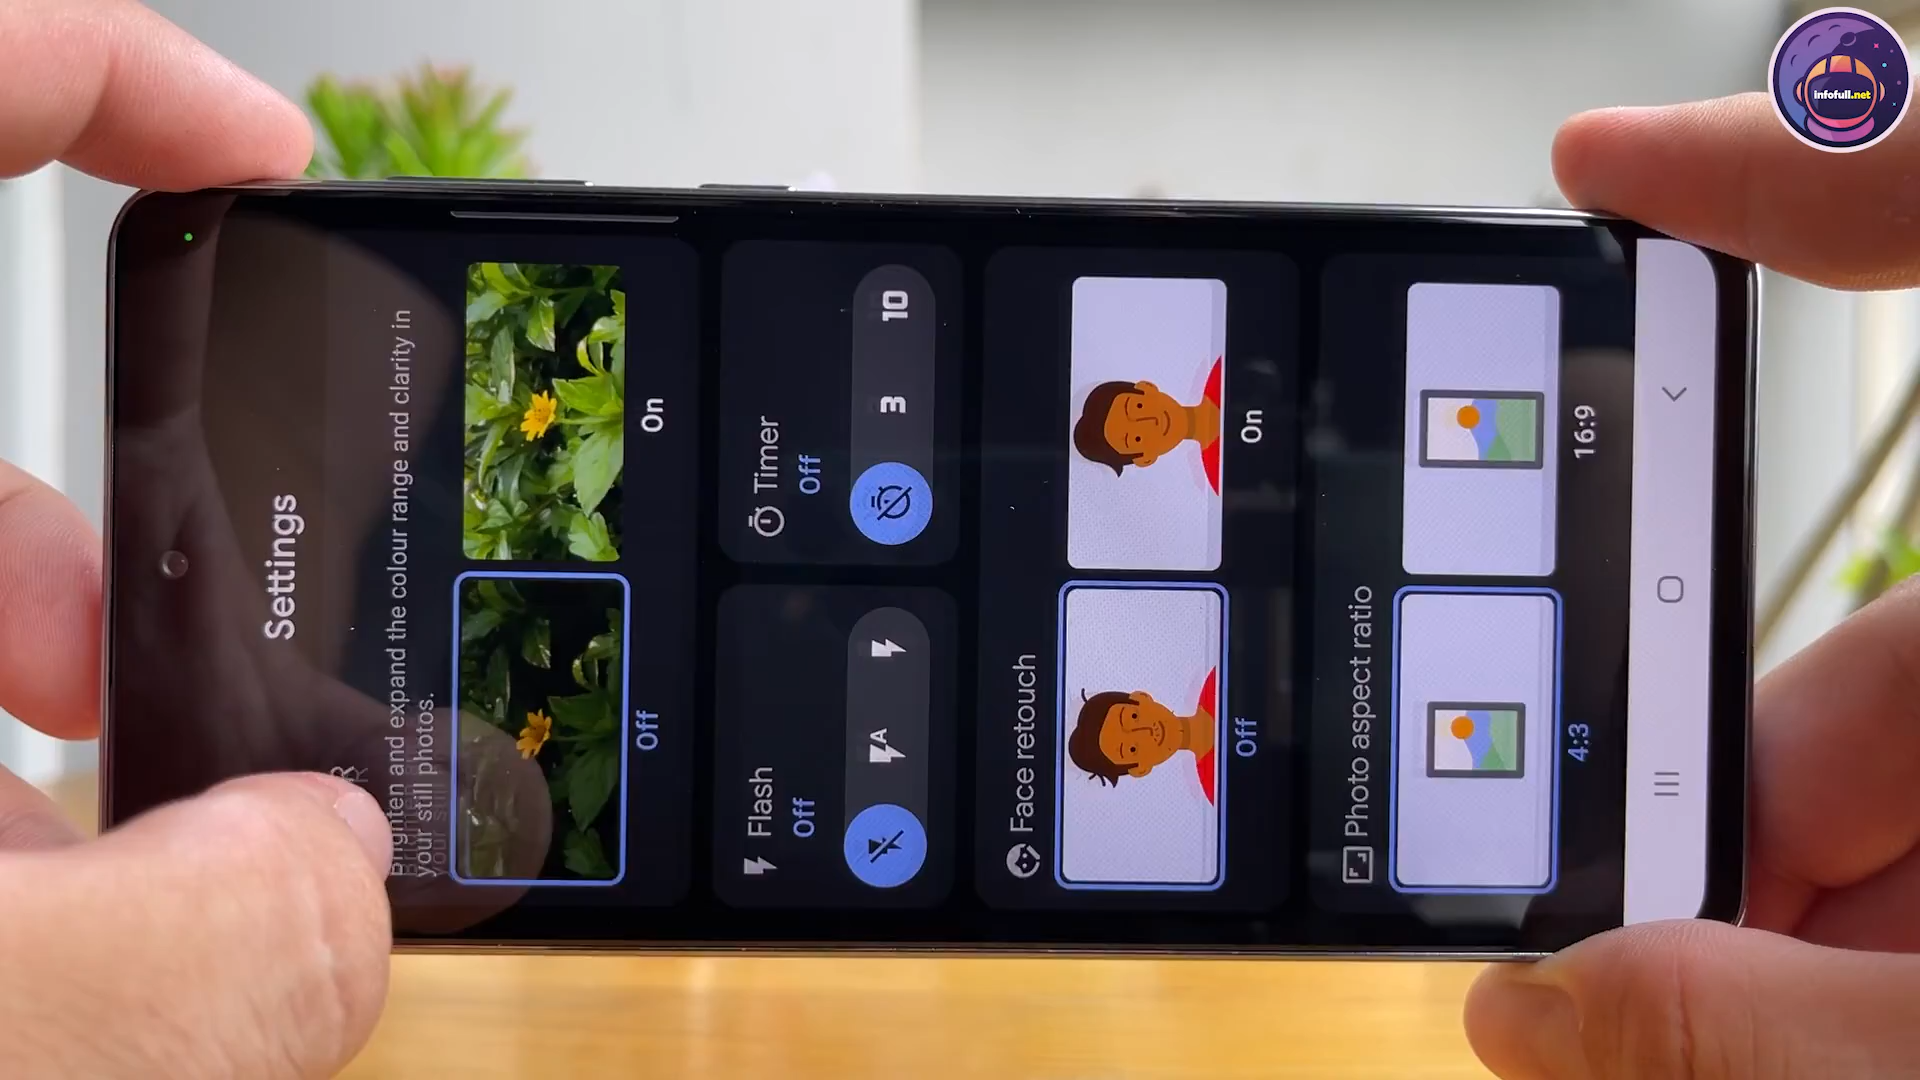 infofull.net
Settings
Brighten and expand the colour range and clarity in
your still photos.
Off
On
Flash
Off
A
Timer
Off
3
10
Face retouch
Off
On
Photo aspect ratio
4:3
16:9